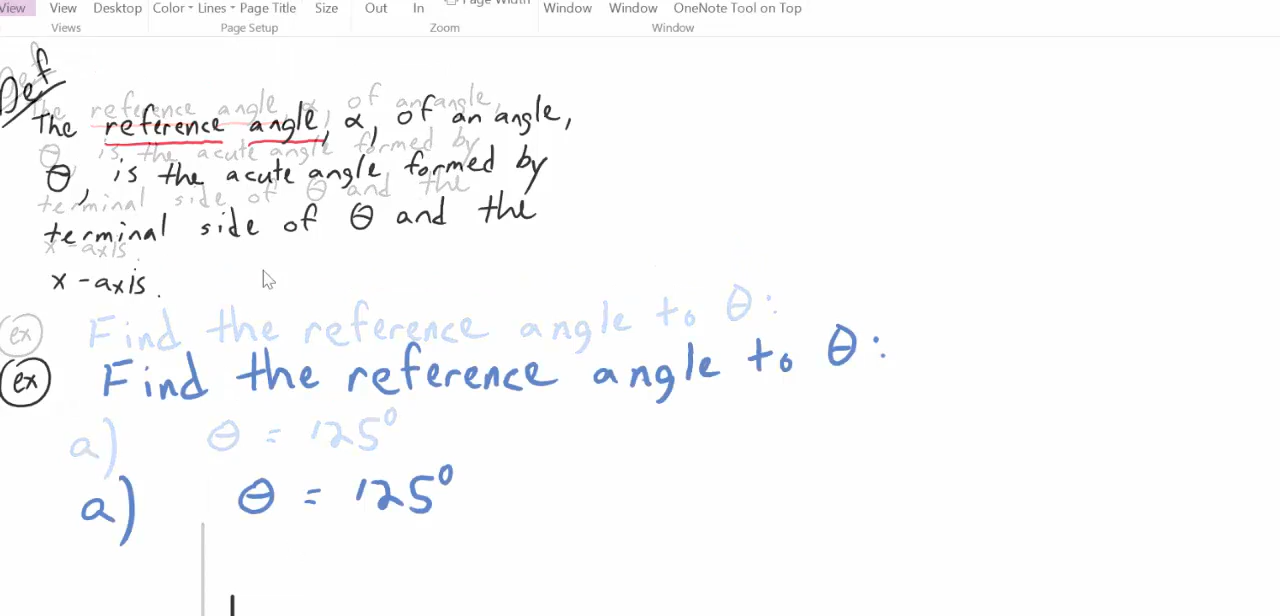 View View Desktop Color Lines Page Title Size Out In Page Width Window Window OneNote Tool on Top
Views Page Setup Zoom Window
Def
The reference angle, α, of an angle,
θ, is the acute angle formed by
terminal side of θ and the
x-axis.
ex Find the reference angle to θ:
a) θ = 125°